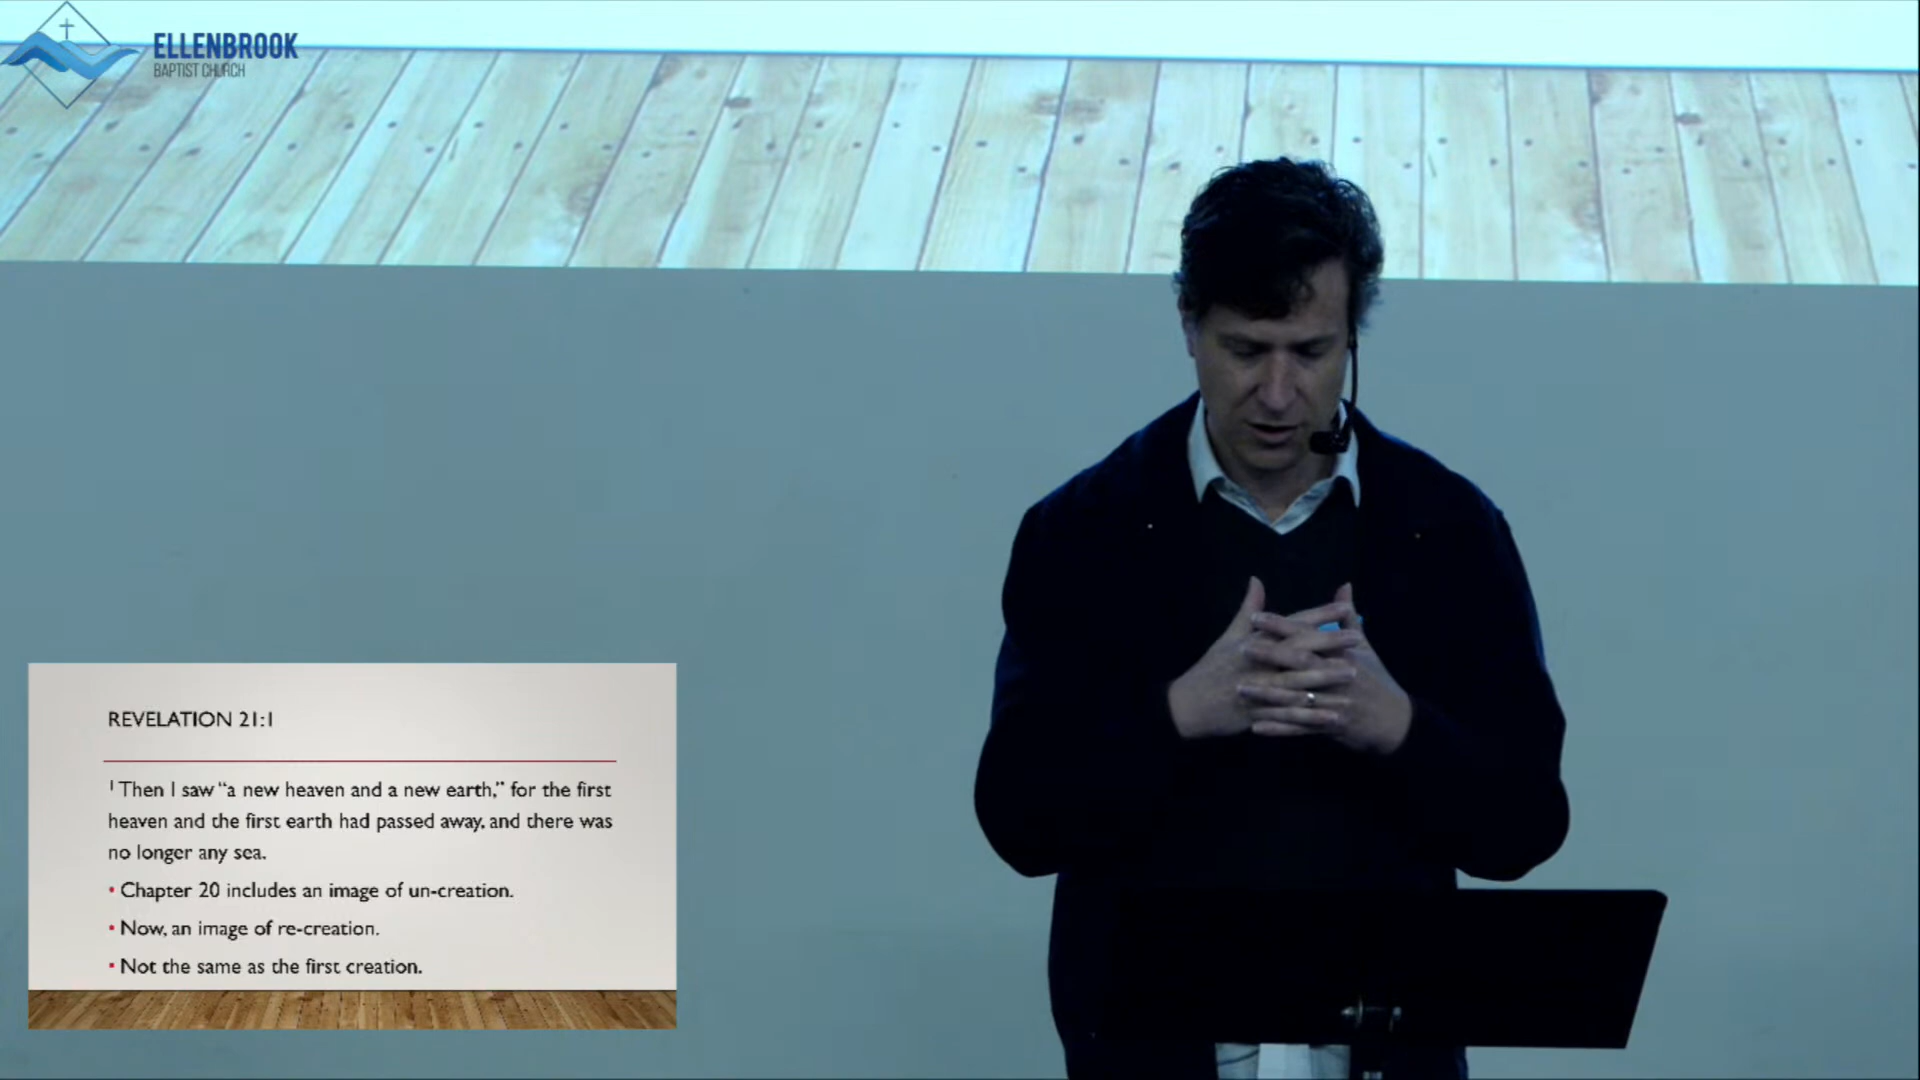 ELLENBROOK
BAPTIST CHURCH
REVELATION 21:1
¹ Then I saw “a new heaven and a new earth,” for the first
heaven and the first earth had passed away, and there was
no longer any sea.
• Chapter 20 includes an image of un-creation.
• Now, an image of re-creation.
• Not the same as the first creation.